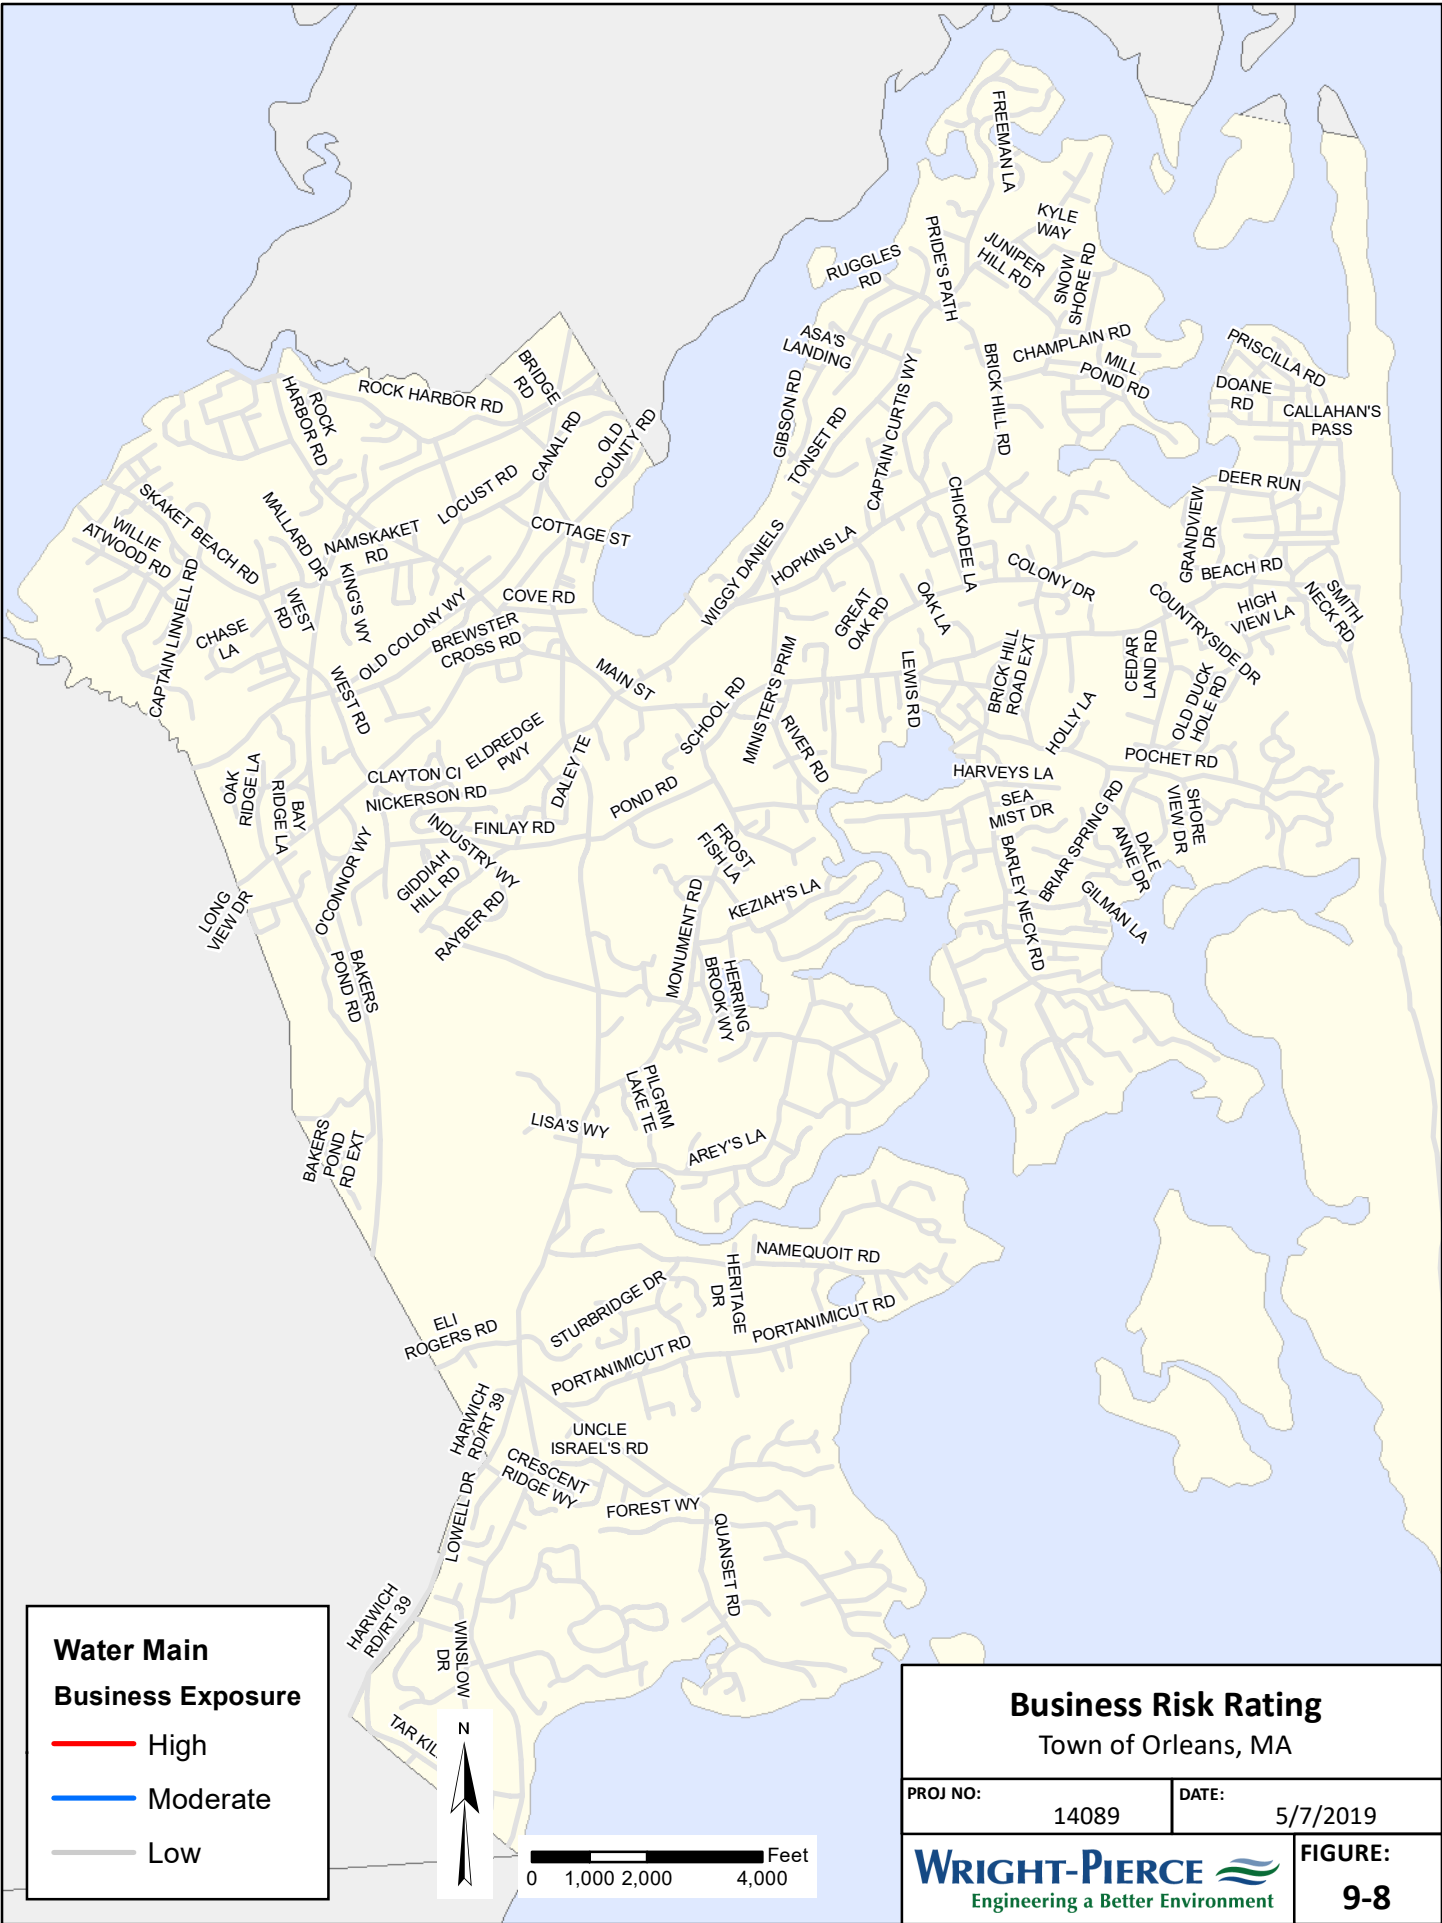 FREEMAN LA
KYLE
WAY
PRIDE'S PATH
JUNIPER
HILL RD
SNOW
SHORE RD
RUGGLES
RD
ASA'S
LANDING
CHAMPLAIN RD
MILL
POND RD
PRISCILLA RD
DOANE
RD
CALLAHAN'S
PASS
BRIDGE
RD
ROCK HARBOR RD
ROCK
HARBOR RD
GIBSON RD
TONSET RD
CAPTAIN CURTIS WY
BRICK HILL RD
CANAL RD
OLD
COUNTY RD
LOCUST RD
COTTAGE ST
CHICKADEE LA
DEER RUN
GRANDVIEW
DR
BEACH RD
SKAKET BEACH RD
WILLIE
ATWOOD RD
MALLARD DR
NAMSKAKET
RD
KING'S WY
WEST
RD
CAPTAIN LINNELL RD
CHASE
LA
OLD COLONY WY
COVE RD
BREWSTER
CROSS RD
WIGGY DANIELS
HOPKINS LA
GREAT
OAK RD
OAK LA
COLONY DR
COUNTRYSIDE DR
HIGH
VIEW LA
SMITH
NECK RD
WEST RD
MAIN ST
SCHOOL RD
MINISTER'S PRIM
RIVER RD
LEWIS RD
BRICK HILL
ROAD EXT
HOLLY LA
CEDAR
LAND RD
OLD DUCK
HOLE RD
POCHET RD
ELDREDGE
PWY
CLAYTON CI
NICKERSON RD
DALEY TE
FINLAY RD
POND RD
HARVEYS LA
SEA
MIST DR
BARLEY NECK RD
BRIAR SPRING RD
SHORE
VIEW DR
DALE
ANNE DR
GILMAN LA
OAK
RIDGE LA
BAY
RIDGE LA
LONG
VIEW DR
O'CONNOR WY
INDUSTRY WY
GIDDIAH
HILL RD
RAYBER RD
FROST
FISH LA
KEZIAH'S LA
MONUMENT RD
HERRING
BROOK WY
BAKERS
POND RD
BAKERS
POND
RD EXT
LISA'S WY
PILGRIM
LAKE TE
AREY'S LA
NAMEQUOIT RD
HERITAGE
DR
STURBRIDGE DR
PORTANIMICUT RD
PORTANIMICUT RD
ELI
ROGERS RD
HARWICH
RD/RT 39
UNCLE
ISRAEL'S RD
CRESCENT
RIDGE WY
LOWELL DR
FOREST WY
QUANSET RD
HARWICH
RD/RT 39
WINSLOW
DR
TAR KIL
N
0 1,000 2,000 4,000
Feet
Water Main
Business Exposure
High
Moderate
Low
Business Risk Rating
Town of Orleans, MA
PROJ NO:
14089
DATE:
5/7/2019
WRIGHT-PIERCE
Engineering a Better Environment
FIGURE:
9-8